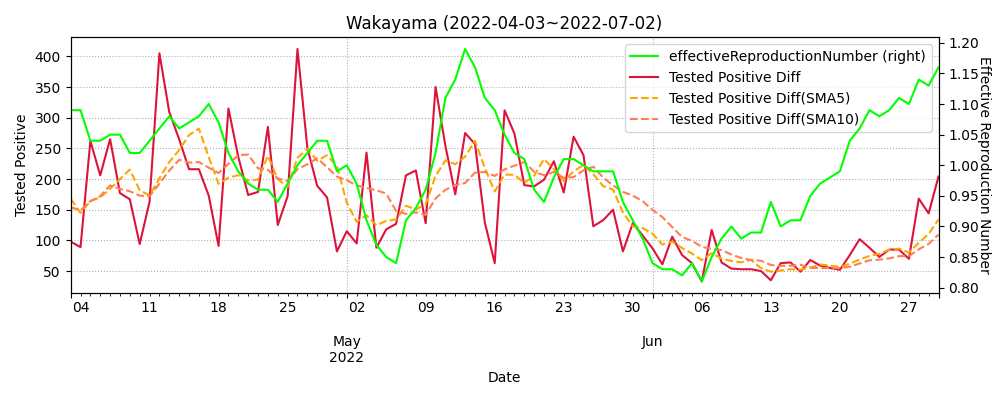 Wakayama (2022-04-03~2022-07-02)
effectiveReproductionNumber (right)
Tested Positive Diff
Tested Positive Diff(SMA5)
Tested Positive Diff(SMA10)
Tested Positive
400
350
300
250
200
150
100
50
1.20
1.15
1.10
1.05
1.00
0.95
0.90
0.85
0.80
Effective Reproduction Number
04 11 18 25 02 09 16 23 30 06 13 20 27
May Jun
2022
Date